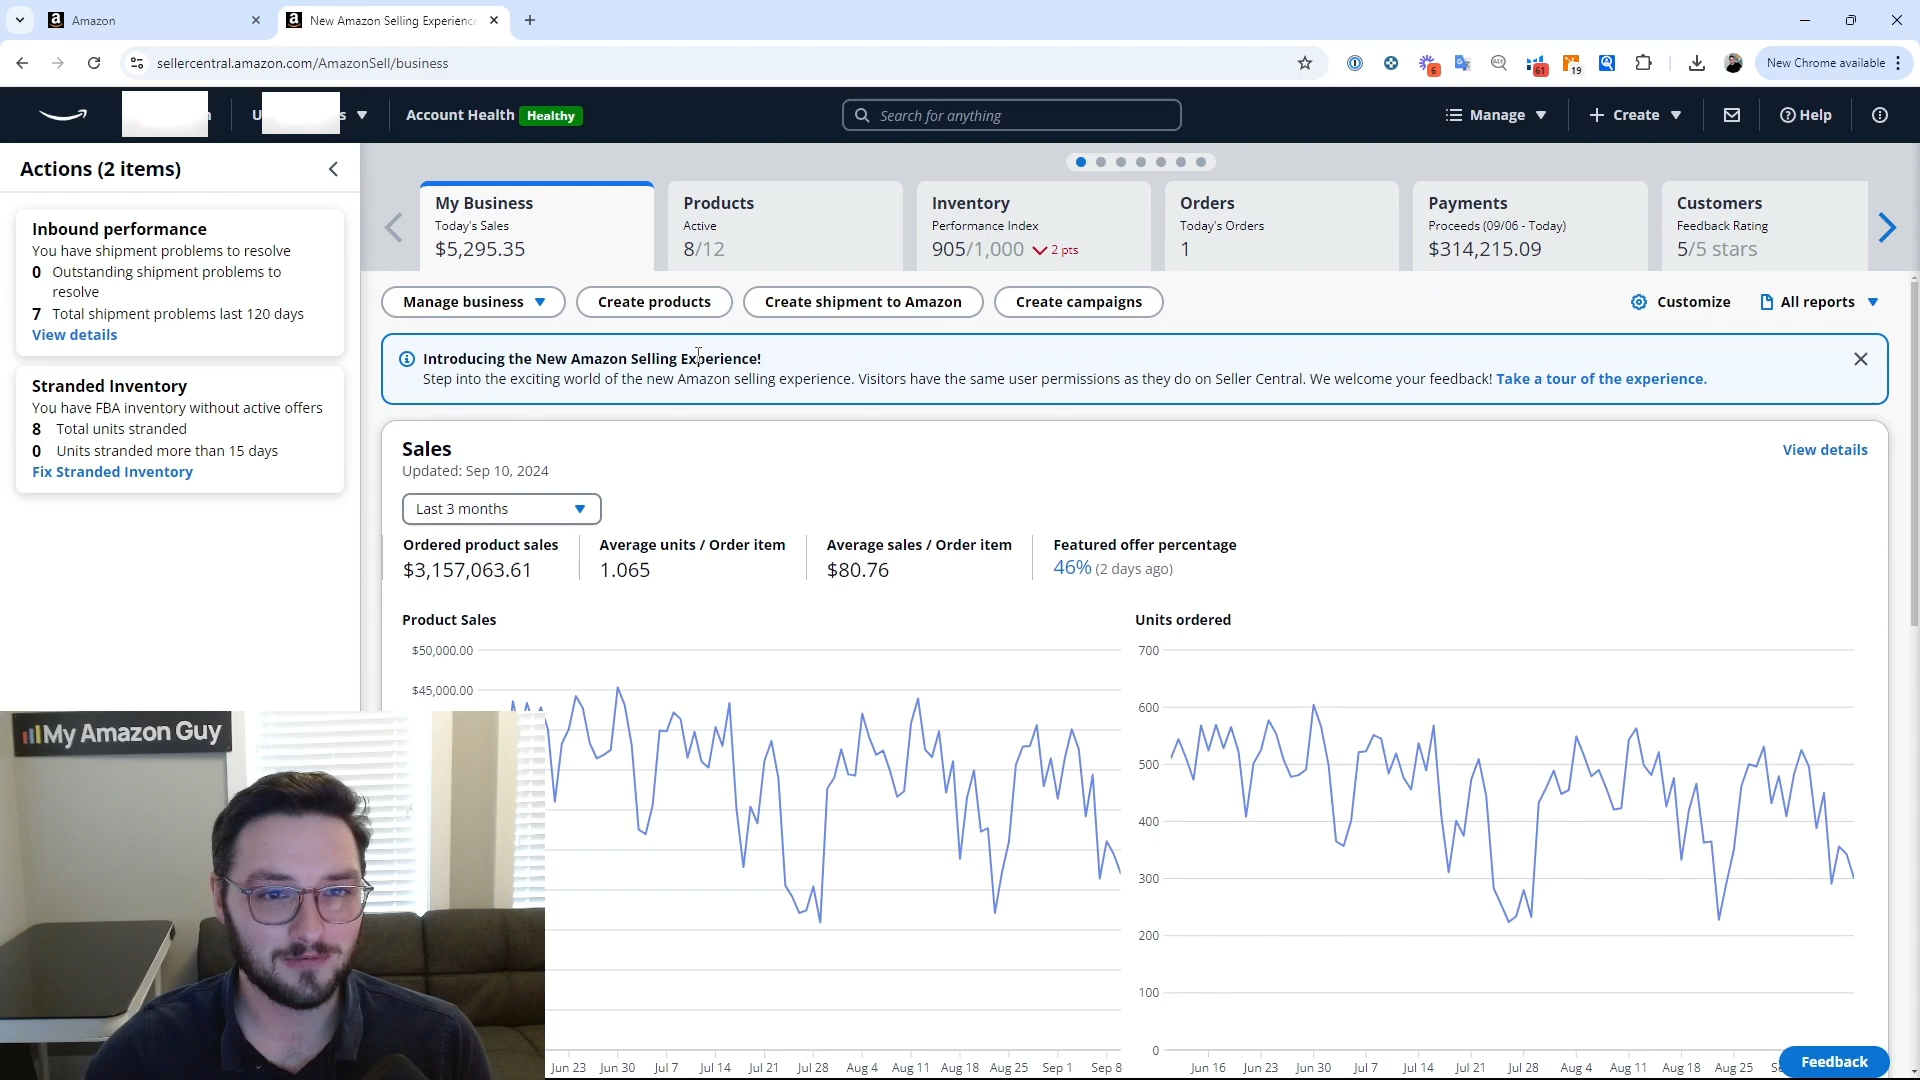 Amazon
New Amazon Selling Experience
sellercentral.amazon.com/AmazonSell/business
6
61
19
New Chrome available
n
U
s
Account Health Healthy
Search for anything
Manage
Create
Help
Actions (2 items)
Inbound performance
You have shipment problems to resolve
0 Outstanding shipment problems to
resolve
7 Total shipment problems last 120 days
View details
Stranded Inventory
You have FBA inventory without active offers
8 Total units stranded
0 Units stranded more than 15 days
Fix Stranded Inventory
My Business
Today's Sales
$5,295.35
Products
Active
8/12
Inventory
Performance Index
905/1,000 2 pts
Orders
Today's Orders
1
Payments
Proceeds (09/06 - Today)
$314,215.09
Customers
Feedback Rating
5/5 stars
Manage business
Create products
Create shipment to Amazon
Create campaigns
Customize
All reports
Introducing the New Amazon Selling Experience!
Step into the exciting world of the new Amazon selling experience. Visitors have the same user permissions as they do on Seller Central. We welcome your feedback! Take a tour of the experience.
Sales
View details
Updated: Sep 10, 2024
Last 3 months
Ordered product sales
$3,157,063.61
Average units / Order item
1.065
Average sales / Order item
$80.76
Featured offer percentage
46% (2 days ago)
Product Sales
$50,000.00
$45,000.00
Jun 23 Jun 30 Jul 7 Jul 14 Jul 21 Jul 28 Aug 4 Aug 11 Aug 18 Aug 25 Sep 1 Sep 8
Units ordered
700
600
500
400
300
200
100
0
Jun 16 Jun 23 Jun 30 Jul 7 Jul 14 Jul 21 Jul 28 Aug 4 Aug 11 Aug 18 Aug 25
Feedback
My Amazon Guy